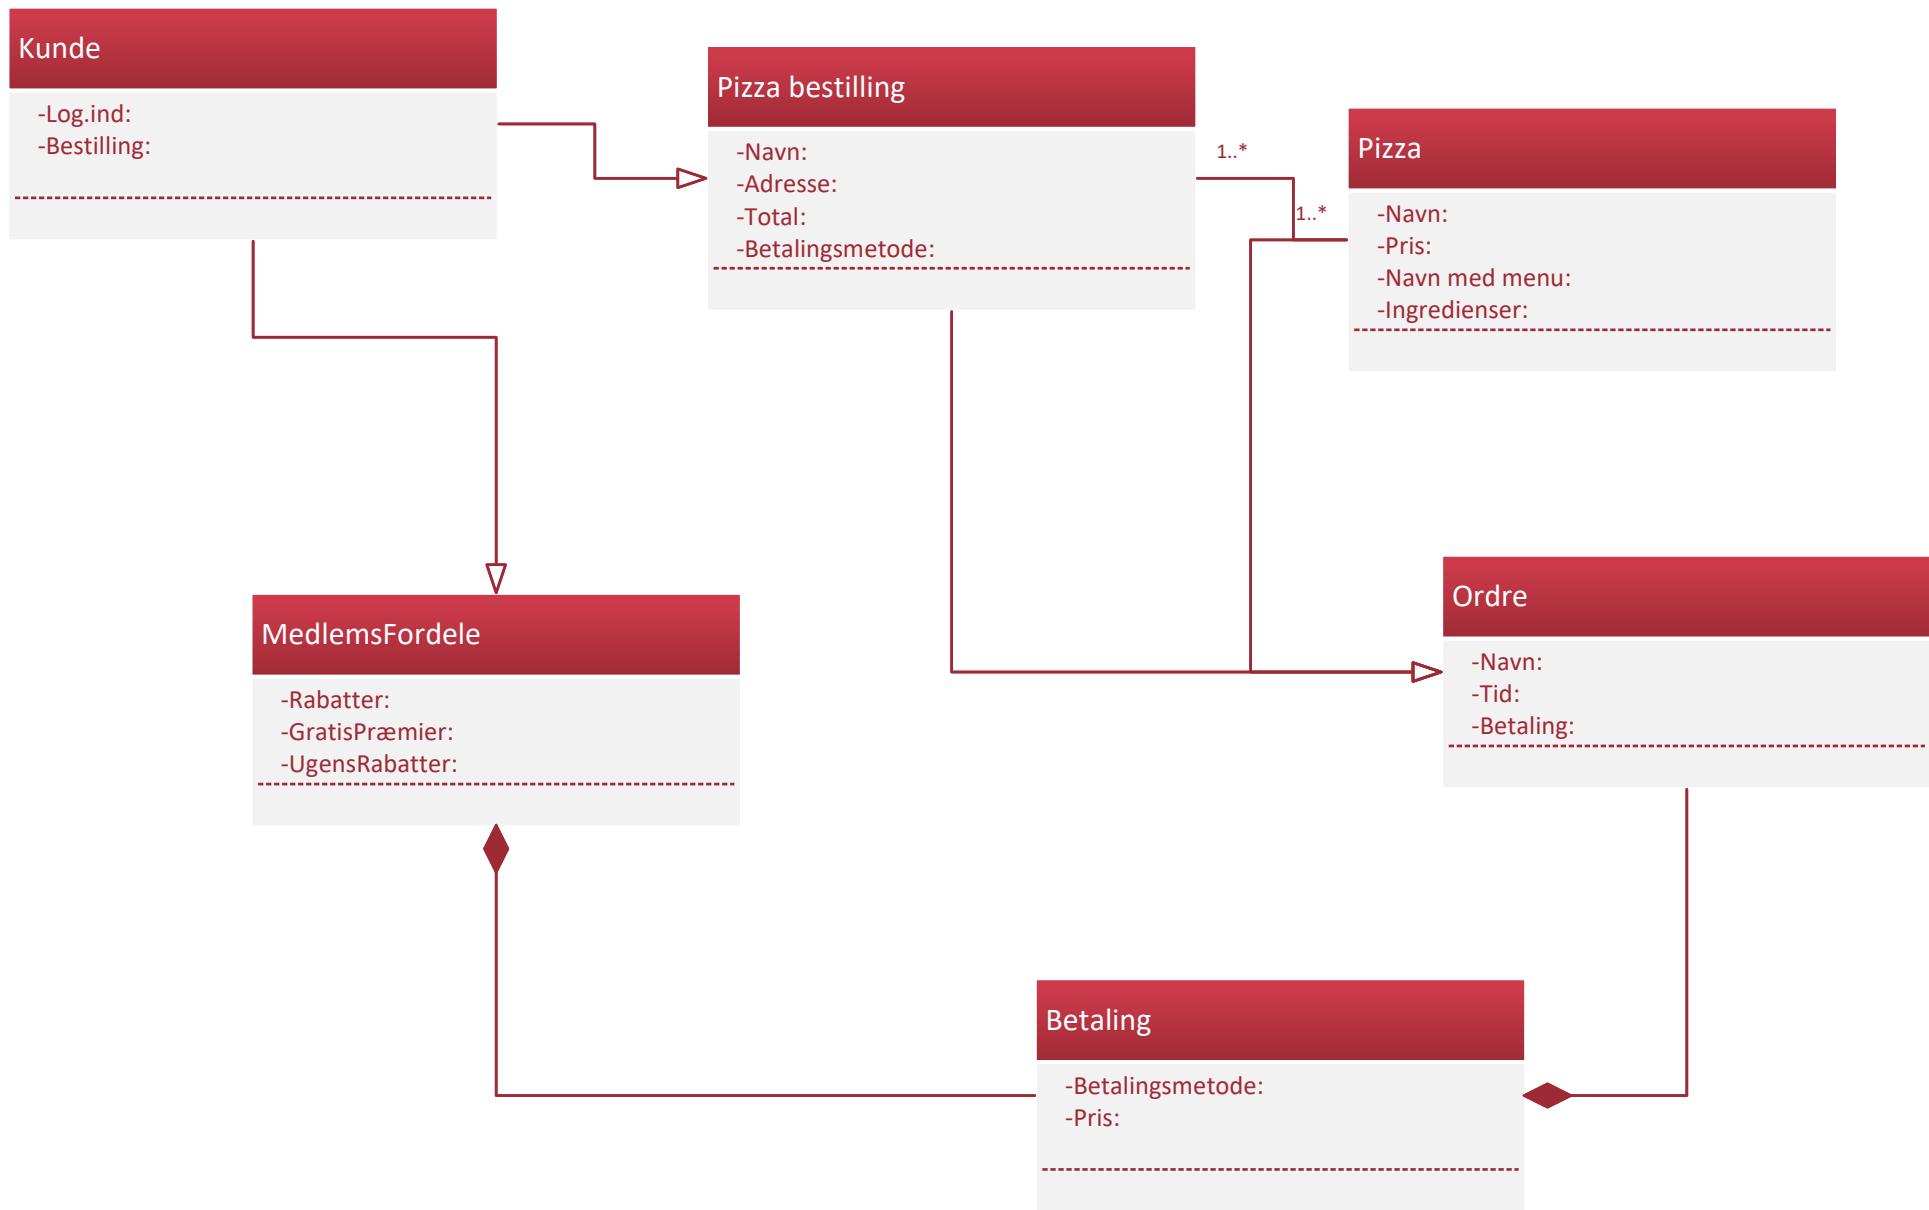 Kunde
-Log.ind:
-Bestilling:
Pizza bestilling
-Navn:
-Adresse:
-Total:
-Betalingsmetode:
1..*
1..*
Pizza
-Navn:
-Pris:
-Navn med menu:
-Ingredienser:
MedlemsFordele
-Rabatter:
-GratisPræmier:
-UgensRabatter:
Ordre
-Navn:
-Tid:
-Betaling:
Betaling
-Betalingsmetode:
-Pris: